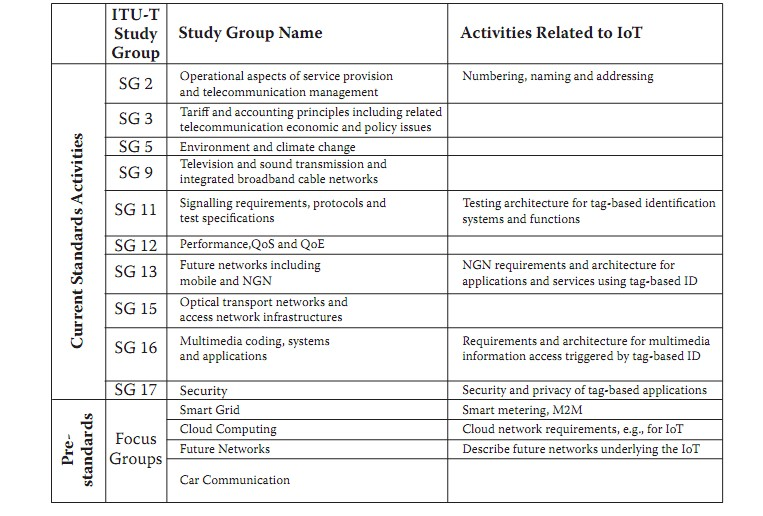 ITU-T
Study
Group
Study Group Name
Activities Related to IoT
Current Standards Activities
SG 2
Operational aspects of service provision
and telecommunication management
Numbering, naming and addressing
SG 3
Tariff and accounting principles including related
telecommunication economic and policy issues
SG 5
Environment and climate change
SG 9
Television and sound transmission and
integrated broadband cable networks
SG 11
Signalling requirements, protocols and
test specifications
Testing architecture for tag-based identification
systems and functions
SG 12
Performance,QoS and QoE
SG 13
Future networks including
mobile and NGN
NGN requirements and architecture for
applications and services using tag-based ID
SG 15
Optical transport networks and
access network infrastructures
SG 16
Multimedia coding, systems
and applications
Requirements and architecture for multimedia
information access triggered by tag-based ID
SG 17
Security
Security and privacy of tag-based applications
Pre-
standards
Focus
Groups
Smart Grid
Smart metering, M2M
Cloud Computing
Cloud network requirements, e.g., for IoT
Future Networks
Describe future networks underlying the IoT
Car Communication